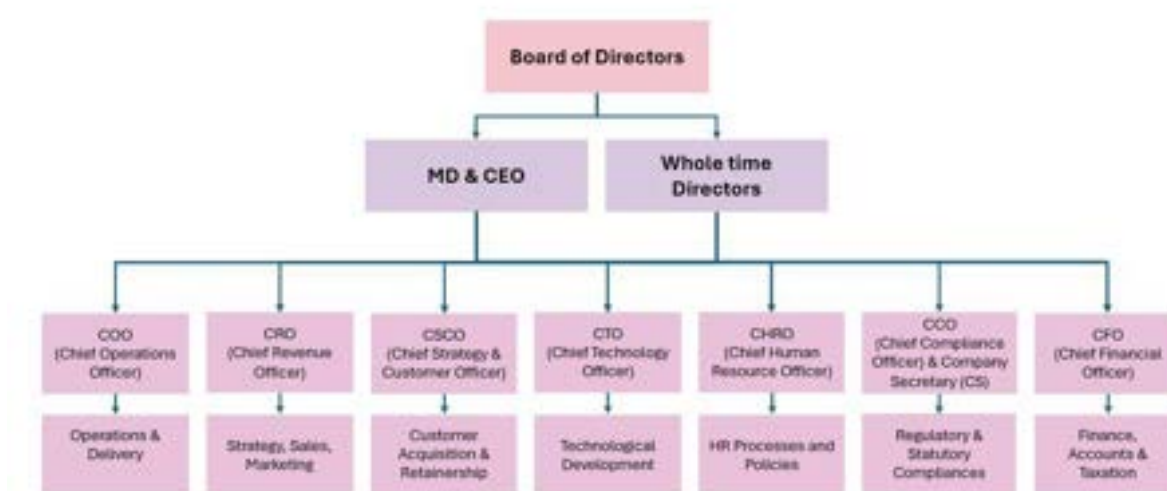 Board of Directors
MD & CEO
Whole time
Directors
COO
(Chief Operations
Officer)
CRO
(Chief Revenue
Officer)
CSCO
(Chief Strategy &
Customer Officer)
CTO
(Chief Technology
Officer)
CHRO
(Chief Human
Resource Officer)
CCO
(Chief Compliance
Officer) & Company
Secretary (CS)
CFO
(Chief Financial
Officer)
Operations &
Delivery
Strategy, Sales,
Marketing
Customer
Acquisition &
Retainership
Technological
Development
HR Processes and
Policies
Regulatory &
Statutory
Compliances
Finance,
Accounts &
Taxation